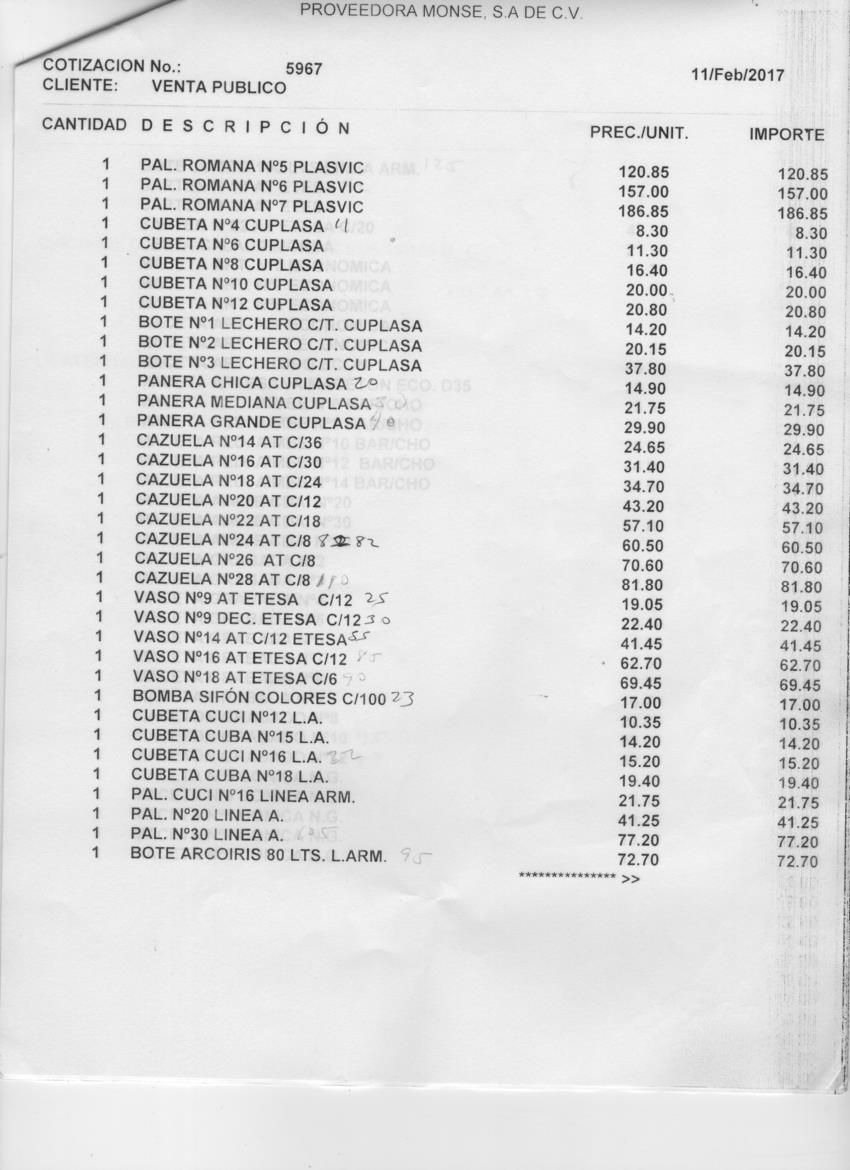 PROVEEDORA MONSE, S.A DE C.V.
COTIZACION No.: 5967
11/Feb/2017
CLIENTE: VENTA PUBLICO
CANTIDAD D E S C R I P C I Ó N PREC./UNIT. IMPORTE
1 PAL. ROMANA Nº5 PLASVIC 120.85 120.85
1 PAL. ROMANA Nº6 PLASVIC 157.00 157.00
1 PAL. ROMANA Nº7 PLASVIC 186.85 186.85
1 CUBETA Nº4 CUPLASA 11 8.30 8.30
1 CUBETA Nº6 CUPLASA 11.30 11.30
1 CUBETA Nº8 CUPLASA 16.40 16.40
1 CUBETA Nº10 CUPLASA 20.00 20.00
1 CUBETA Nº12 CUPLASA 20.80 20.80
1 BOTE Nº1 LECHERO C/T. CUPLASA 14.20 14.20
1 BOTE Nº2 LECHERO C/T. CUPLASA 20.15 20.15
1 BOTE Nº3 LECHERO C/T. CUPLASA 37.80 37.80
1 PANERA CHICA CUPLASA 20 14.90 14.90
1 PANERA MEDIANA CUPLASA 30 21.75 21.75
1 PANERA GRANDE CUPLASA 40 29.90 29.90
1 CAZUELA Nº14 AT C/36 24.65 24.65
1 CAZUELA Nº16 AT C/30 31.40 31.40
1 CAZUELA Nº18 AT C/24 34.70 34.70
1 CAZUELA Nº20 AT C/12 43.20 43.20
1 CAZUELA Nº22 AT C/18 57.10 57.10
1 CAZUELA Nº24 AT C/8 82 60.50 60.50
1 CAZUELA Nº26 AT C/8 70.60 70.60
1 CAZUELA Nº28 AT C/8 110 81.80 81.80
1 VASO Nº9 AT ETESA C/12 25 19.05 19.05
1 VASO Nº9 DEC. ETESA C/12 30 22.40 22.40
1 VASO Nº14 AT C/12 ETESA 55 41.45 41.45
1 VASO Nº16 AT ETESA C/12 85 62.70 62.70
1 VASO Nº18 AT ETESA C/6 90 69.45 69.45
1 BOMBA SIFÓN COLORES C/100 23 17.00 17.00
1 CUBETA CUCI Nº12 L.A. 10.35 10.35
1 CUBETA CUBA Nº15 L.A. 14.20 14.20
1 CUBETA CUCI Nº16 L.A. 22 15.20 15.20
1 CUBETA CUBA Nº18 L.A. 19.40 19.40
1 PAL. CUCI Nº16 LINEA ARM. 21.75 21.75
1 PAL. Nº20 LINEA A. 41.25 41.25
1 PAL. Nº30 LINEA A. 77.20 77.20
1 BOTE ARCOIRIS 80 LTS. L.ARM. 95 72.70 72.70
*************** >>